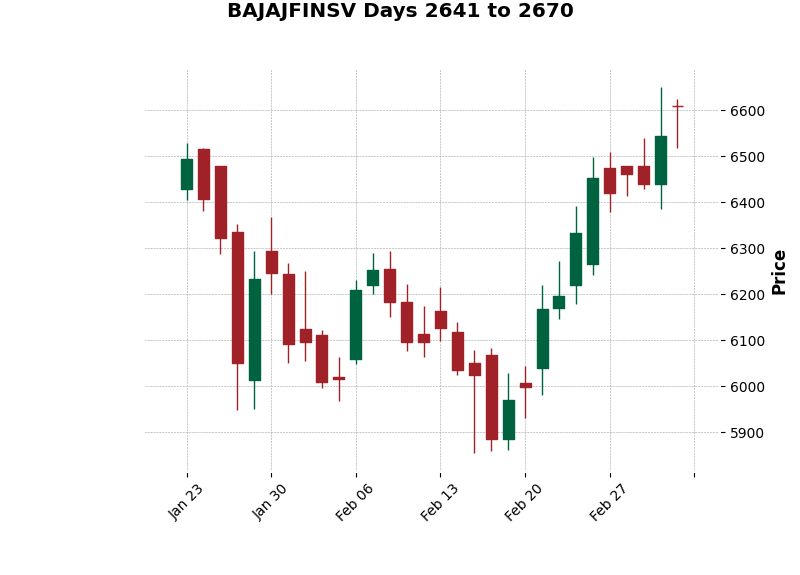 BAJAJFINSV Days 2641 to 2670
6600
6500
6400
6300
6200
6100
6000
5900
Price
Jan 23
Jan 30
Feb 06
Feb 13
Feb 20
Feb 27